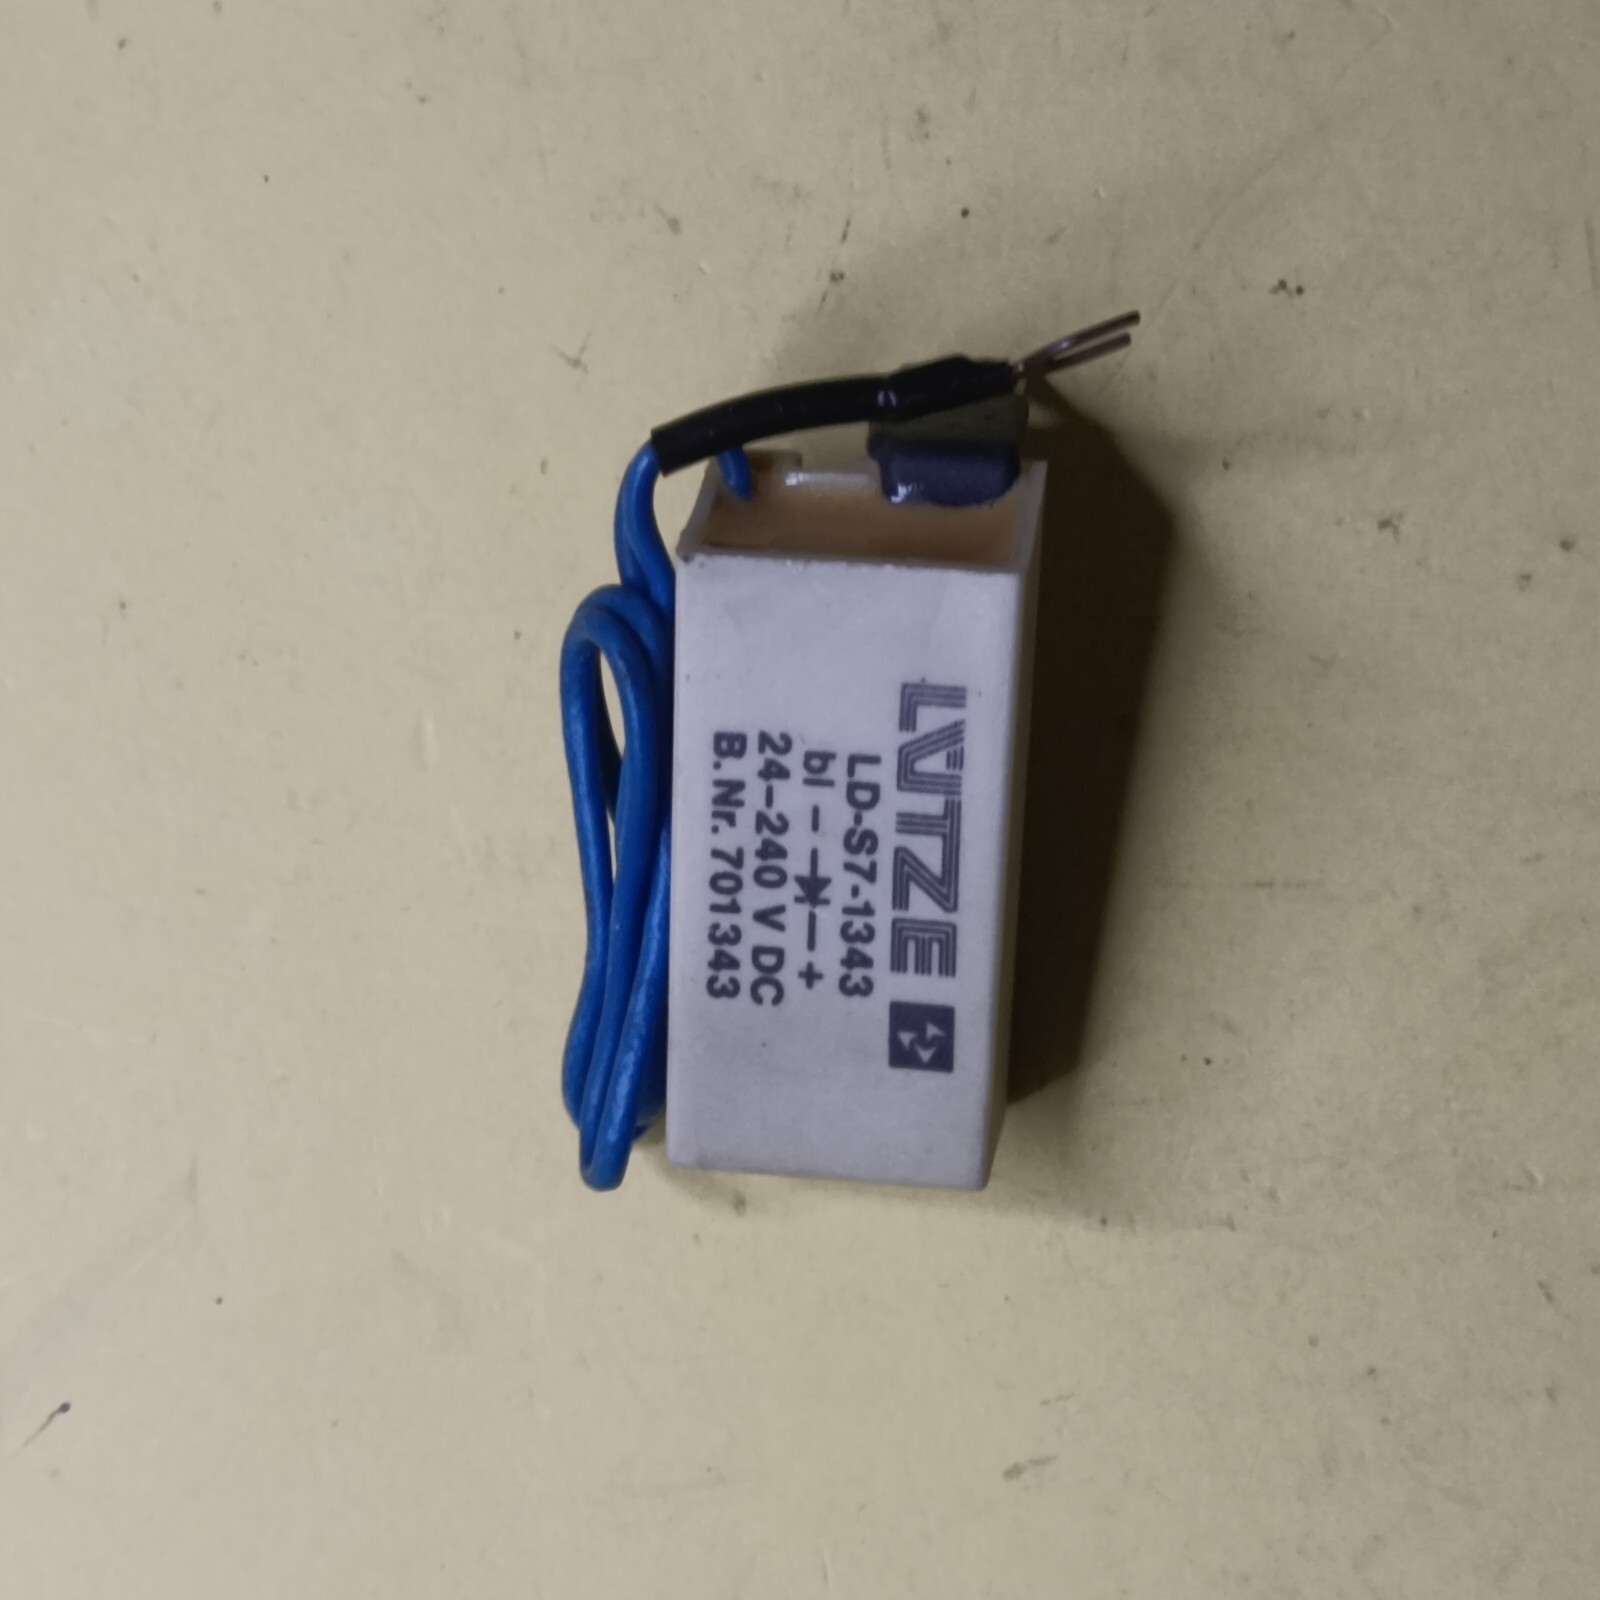 LÜTZE
LD-S7-1343
bl - +
24-240 V DC
B.Nr. 701343